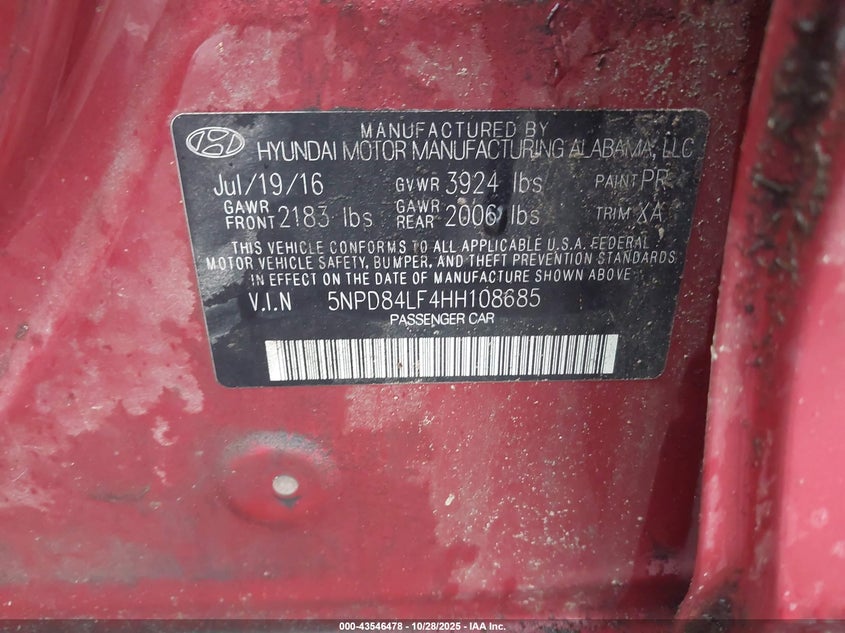 MANUFACTURED BY
HYUNDAI MOTOR MANUFACTURING ALABAMA, LLC
Jul/19/16 GVWR 3924 lbs PAINT PR
GAWR FRONT 2183 lbs GAWR REAR 2006 lbs TRIM XA
THIS VEHICLE CONFORMS TO ALL APPLICABLE U.S.A. FEDERAL
MOTOR VEHICLE SAFETY, BUMPER, AND THEFT PREVENTION STANDARDS
IN EFFECT ON THE DATE OF MANUFACTURE SHOWN ABOVE
V.I.N 5NPD84LF4HH108685
PASSENGER CAR
000-43546478 - 10/28/2025 - IAA Inc.